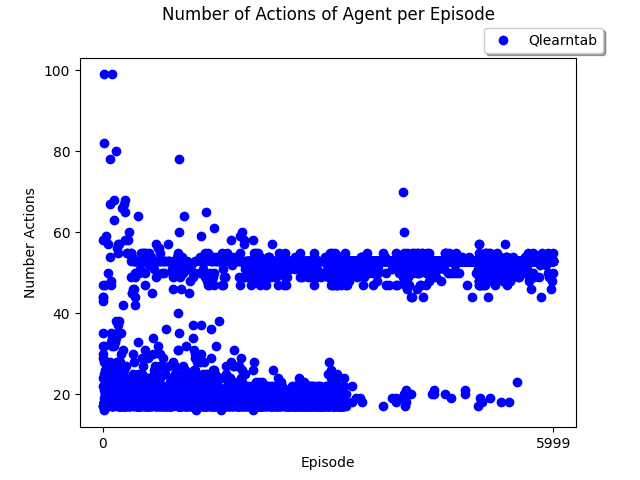 Number of Actions of Agent per Episode
Qlearntab
100
80
60
40
20
Number Actions
0
5999
Episode